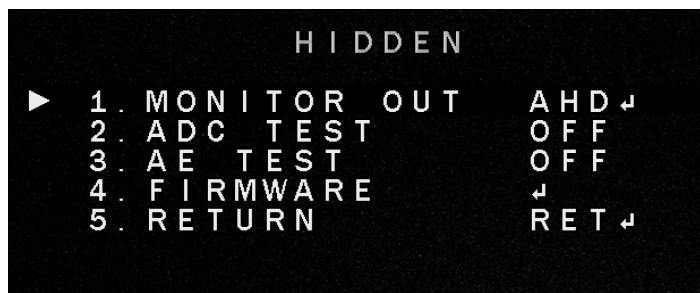 HIDDEN
▶ 1. MONITOR OUT AHD↲
2. ADC TEST OFF
3. AE TEST OFF
4. FIRMWARE ↲
5. RETURN RET↲